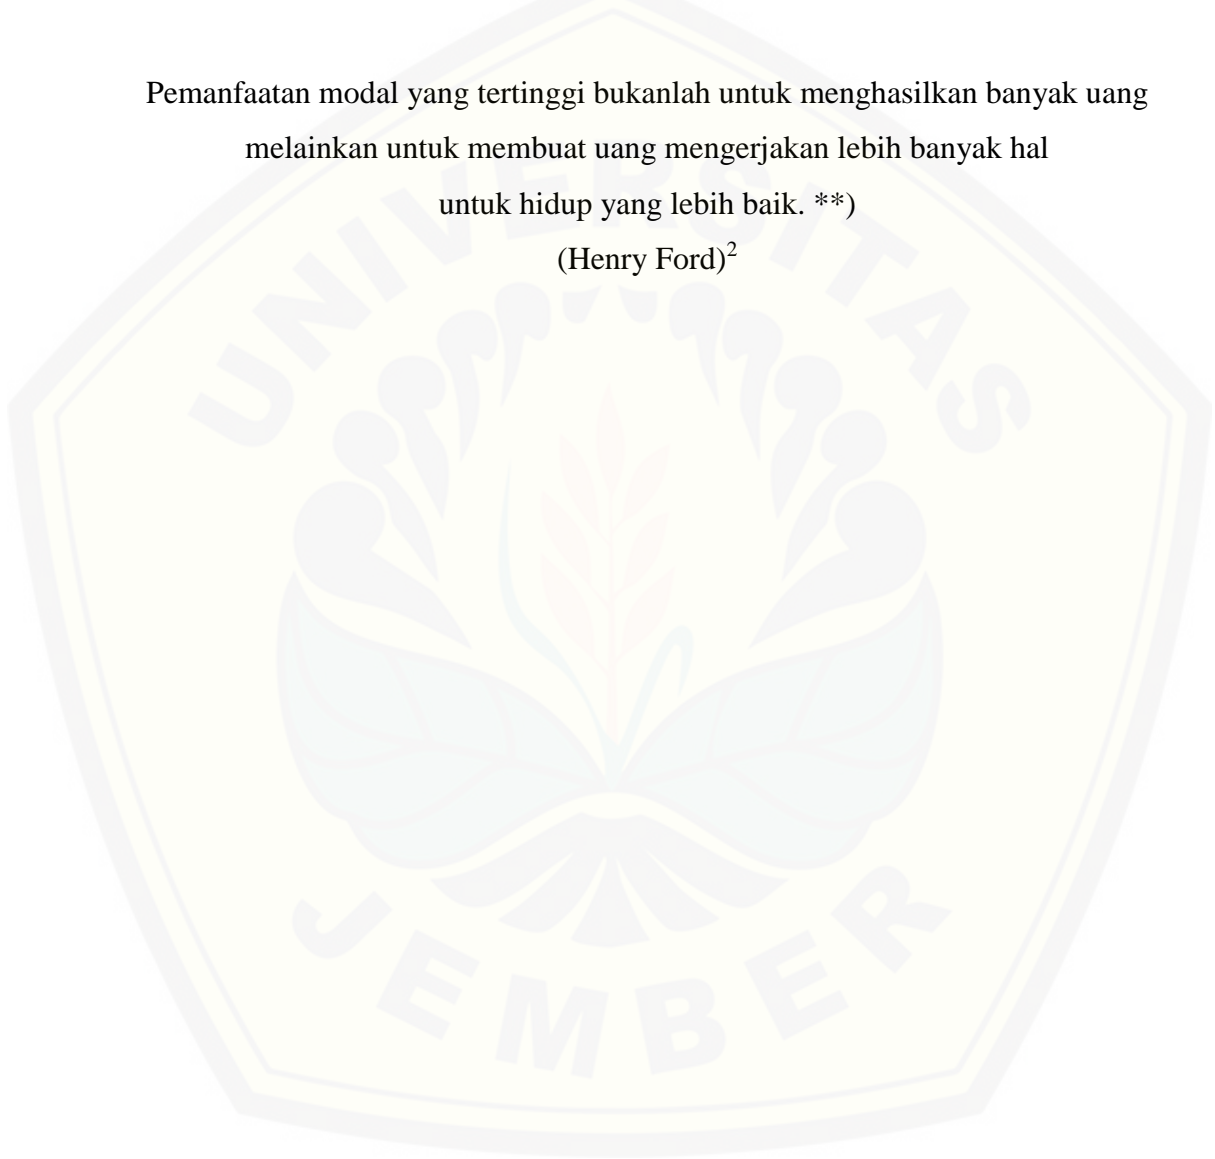 Pemanfaatan modal yang tertinggi bukanlah untuk menghasilkan banyak uang
melainkan untuk membuat uang mengerjakan lebih banyak hal
untuk hidup yang lebih baik. **)
(Henry Ford)²
UNIVERSITAS
JEMBER